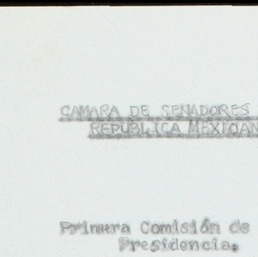 CAMARA DE SENADORES
REPUBLICA MEXICAN
Primera Comisión de
Presidencia.